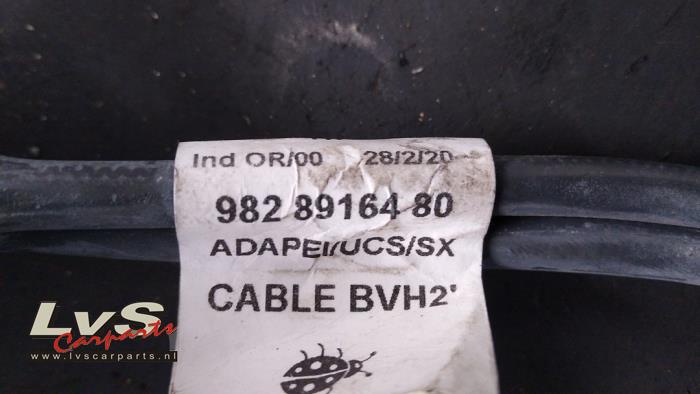 Ind OR/00 28/2/20
982 89164 80
ADAPEI/UCS/SX
CABLE BVH2'
LvS
Carparts
www.lvscarparts.nl